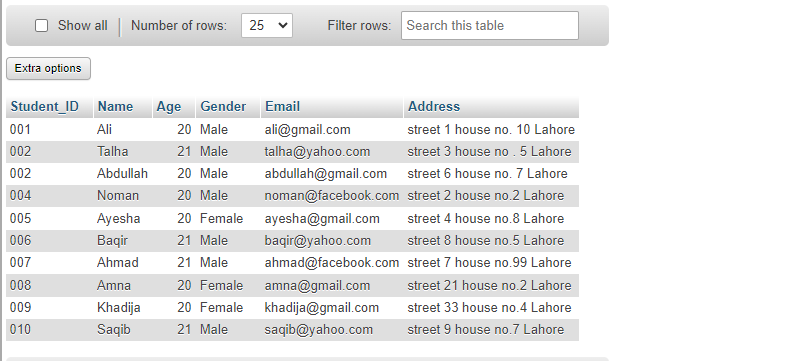 Show all Number of rows: 25 Filter rows: Search this table
Extra options
Student_ID Name Age Gender Email Address
001 Ali 20 Male ali@gmail.com street 1 house no. 10 Lahore
002 Talha 21 Male talha@yahoo.com street 3 house no . 5 Lahore
002 Abdullah 20 Male abdullah@gmail.com street 6 house no. 7 Lahore
004 Noman 20 Male noman@facebook.com street 2 house no.2 Lahore
005 Ayesha 20 Female ayesha@gmail.com street 4 house no.8 Lahore
006 Baqir 21 Male baqir@yahoo.com street 8 house no.5 Lahore
007 Ahmad 21 Male ahmad@facebook.com street 7 house no.99 Lahore
008 Amna 20 Female amna@gmail.com street 21 house no.2 Lahore
009 Khadija 20 Female khadija@gmail.com street 33 house no.4 Lahore
010 Saqib 21 Male saqib@yahoo.com street 9 house no.7 Lahore